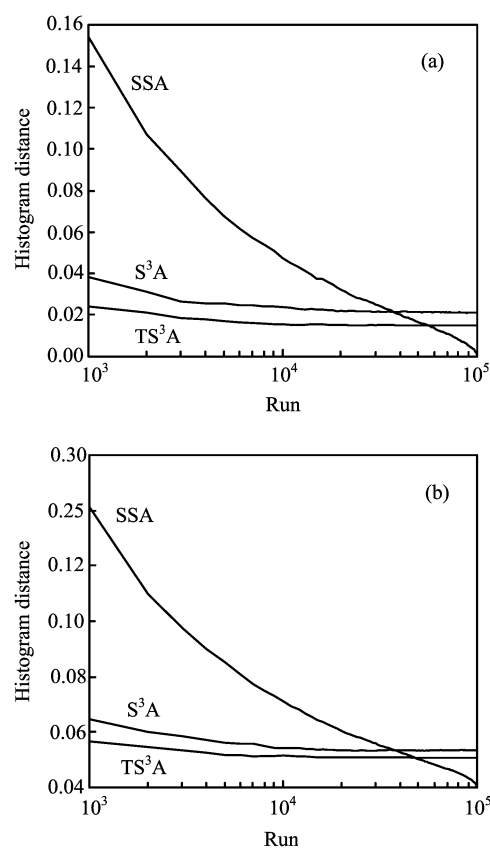 0.16
0.14
0.12
0.10
0.08
0.06
0.04
0.02
0.00
Histogram distance
(a)
SSA
S³A
TS³A
10³
10⁴
10⁵
Run
0.30
0.25
0.12
0.10
0.08
0.06
0.04
Histogram distance
(b)
SSA
S³A
TS³A
10³
10⁴
10⁵
Run